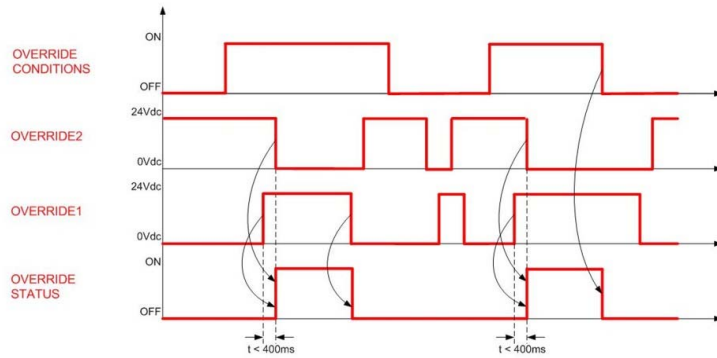 ON
OVERRIDE
CONDITIONS
OFF
24Vdc
OVERRIDE2
0Vdc
24Vdc
OVERRIDE1
0Vdc
ON
OVERRIDE
STATUS
OFF
t < 400ms
t < 400ms